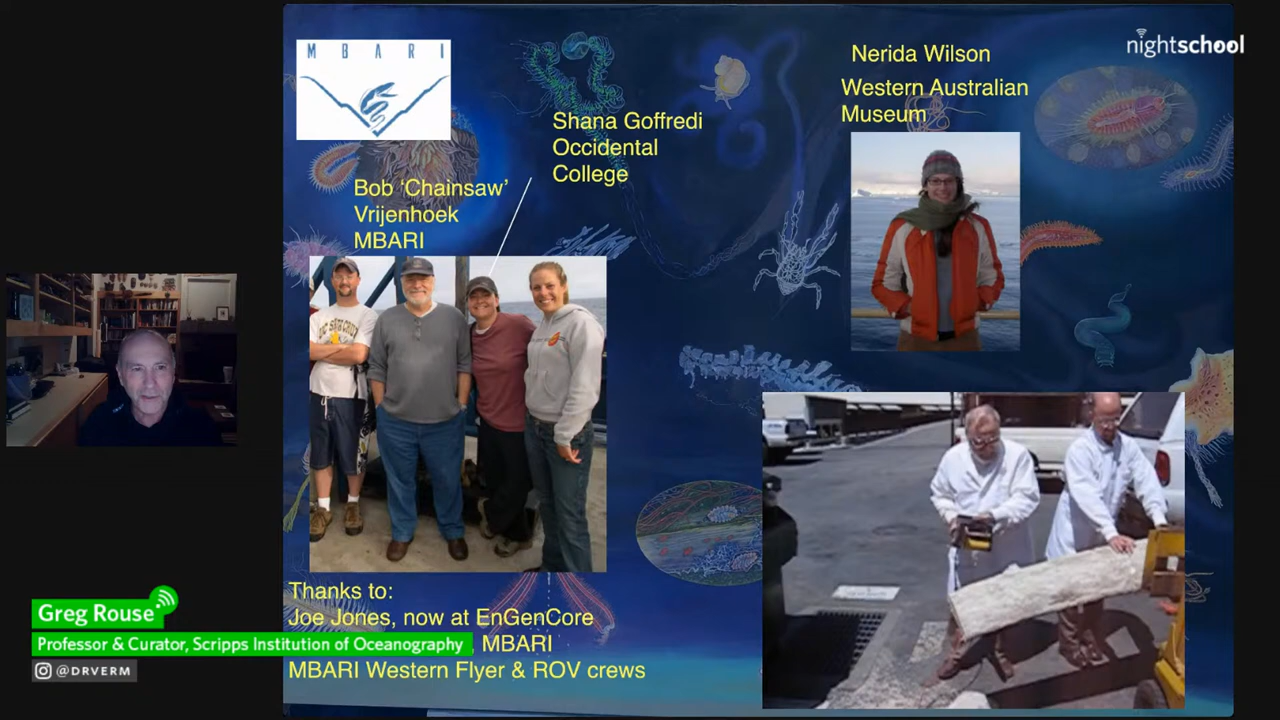 MBARI
nightschool
Nerida Wilson
Western Australian
Museum
Shana Goffredi
Occidental
College
Bob ‘Chainsaw’
Vrijenhoek
MBARI
Thanks to:
Joe Jones, now at EnGenCore
MBARI
MBARI Western Flyer & ROV crews
Greg Rouse
Professor & Curator, Scripps Institution of Oceanography
@DRVERM